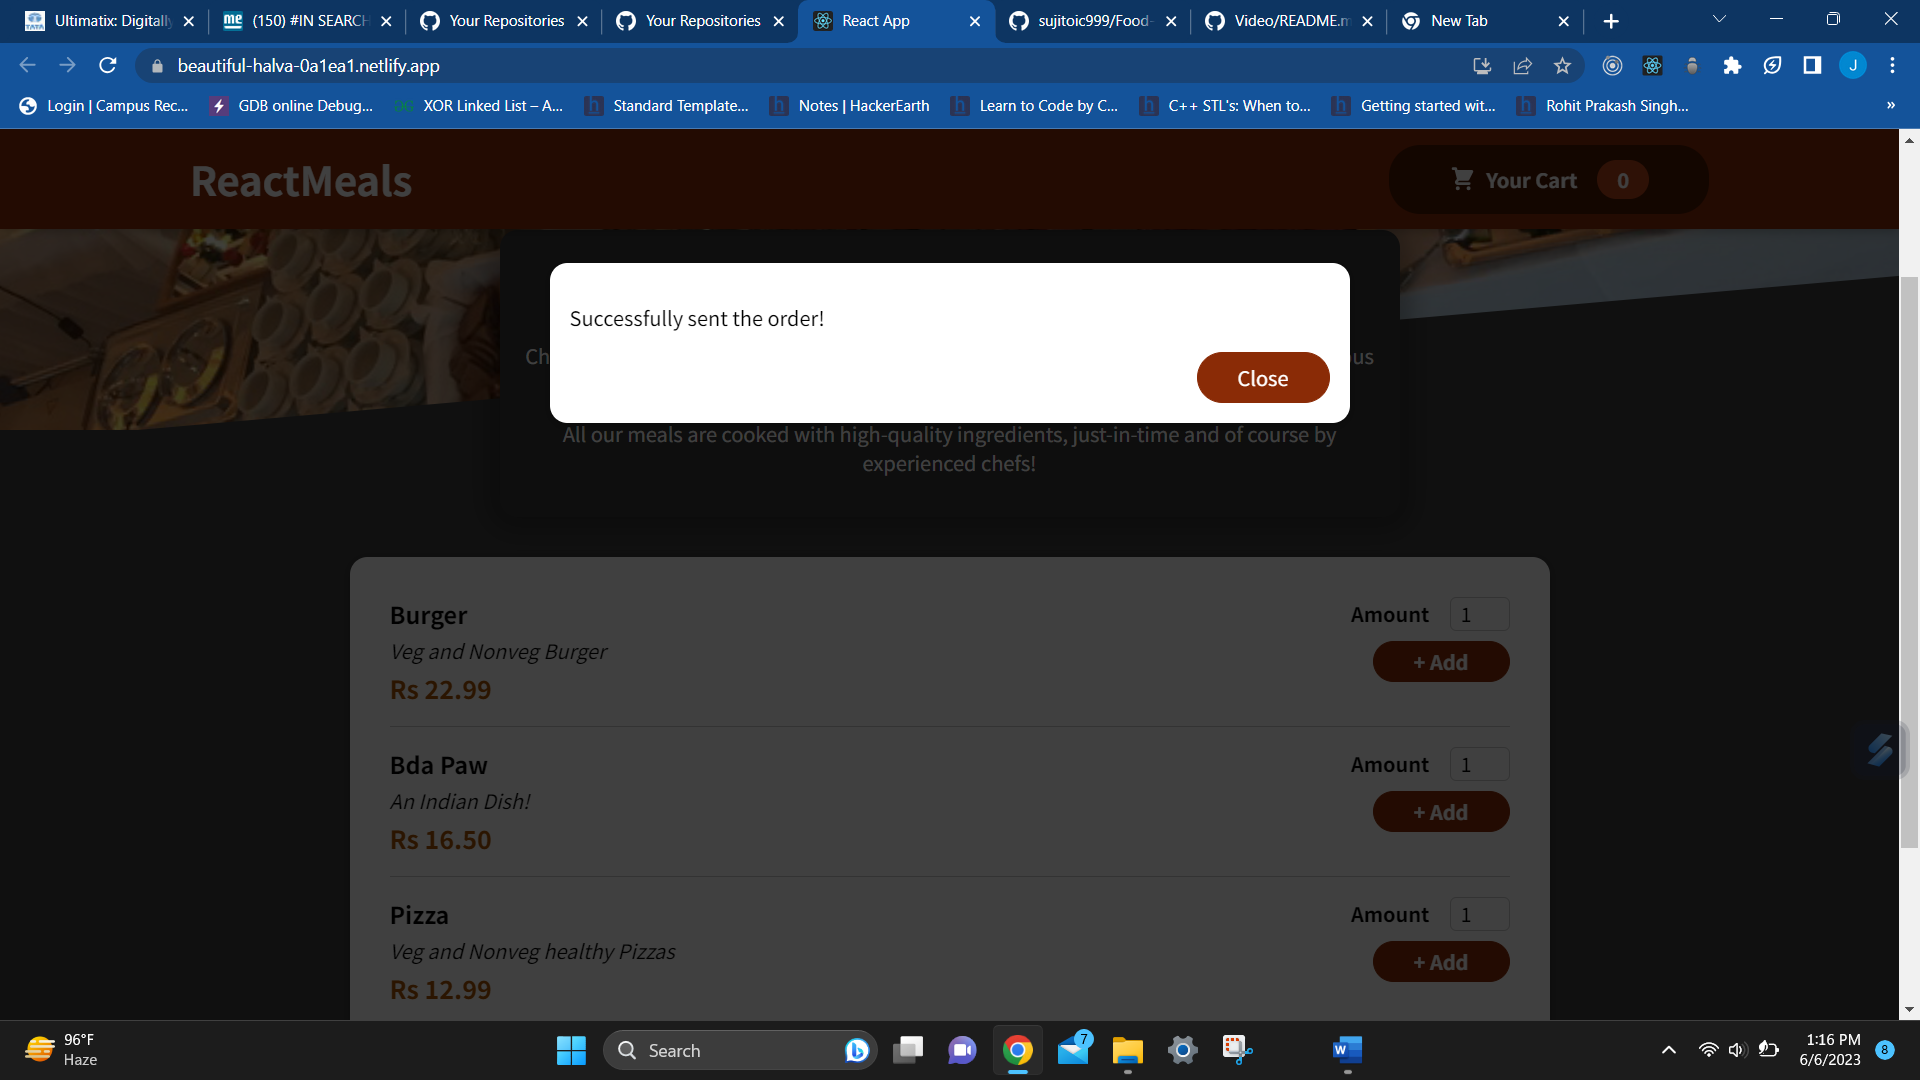 Ultimatix: Digitally
(150) #IN SEARCH
Your Repositories
Your Repositories
React App
sujitoic999/Food-
Video/README.m
New Tab
beautiful-halva-0a1ea1.netlify.app
J
Login | Campus Rec...
GDB online Debug...
XOR Linked List – A...
Standard Template...
Notes | HackerEarth
Learn to Code by C...
C++ STL's: When to...
Getting started wit...
Rohit Prakash Singh...
»
ReactMeals
Your Cart 0
Successfully sent the order!
Ch
us
Close
All our meals are cooked with high-quality ingredients, just-in-time and of course by
experienced chefs!
Burger
Amount 1
Veg and Nonveg Burger
+ Add
Rs 22.99
Bda Paw
Amount 1
An Indian Dish!
+ Add
Rs 16.50
Pizza
Amount 1
Veg and Nonveg healthy Pizzas
+ Add
Rs 12.99
96°F
Haze
Search
7
1:16 PM
6/6/2023
8